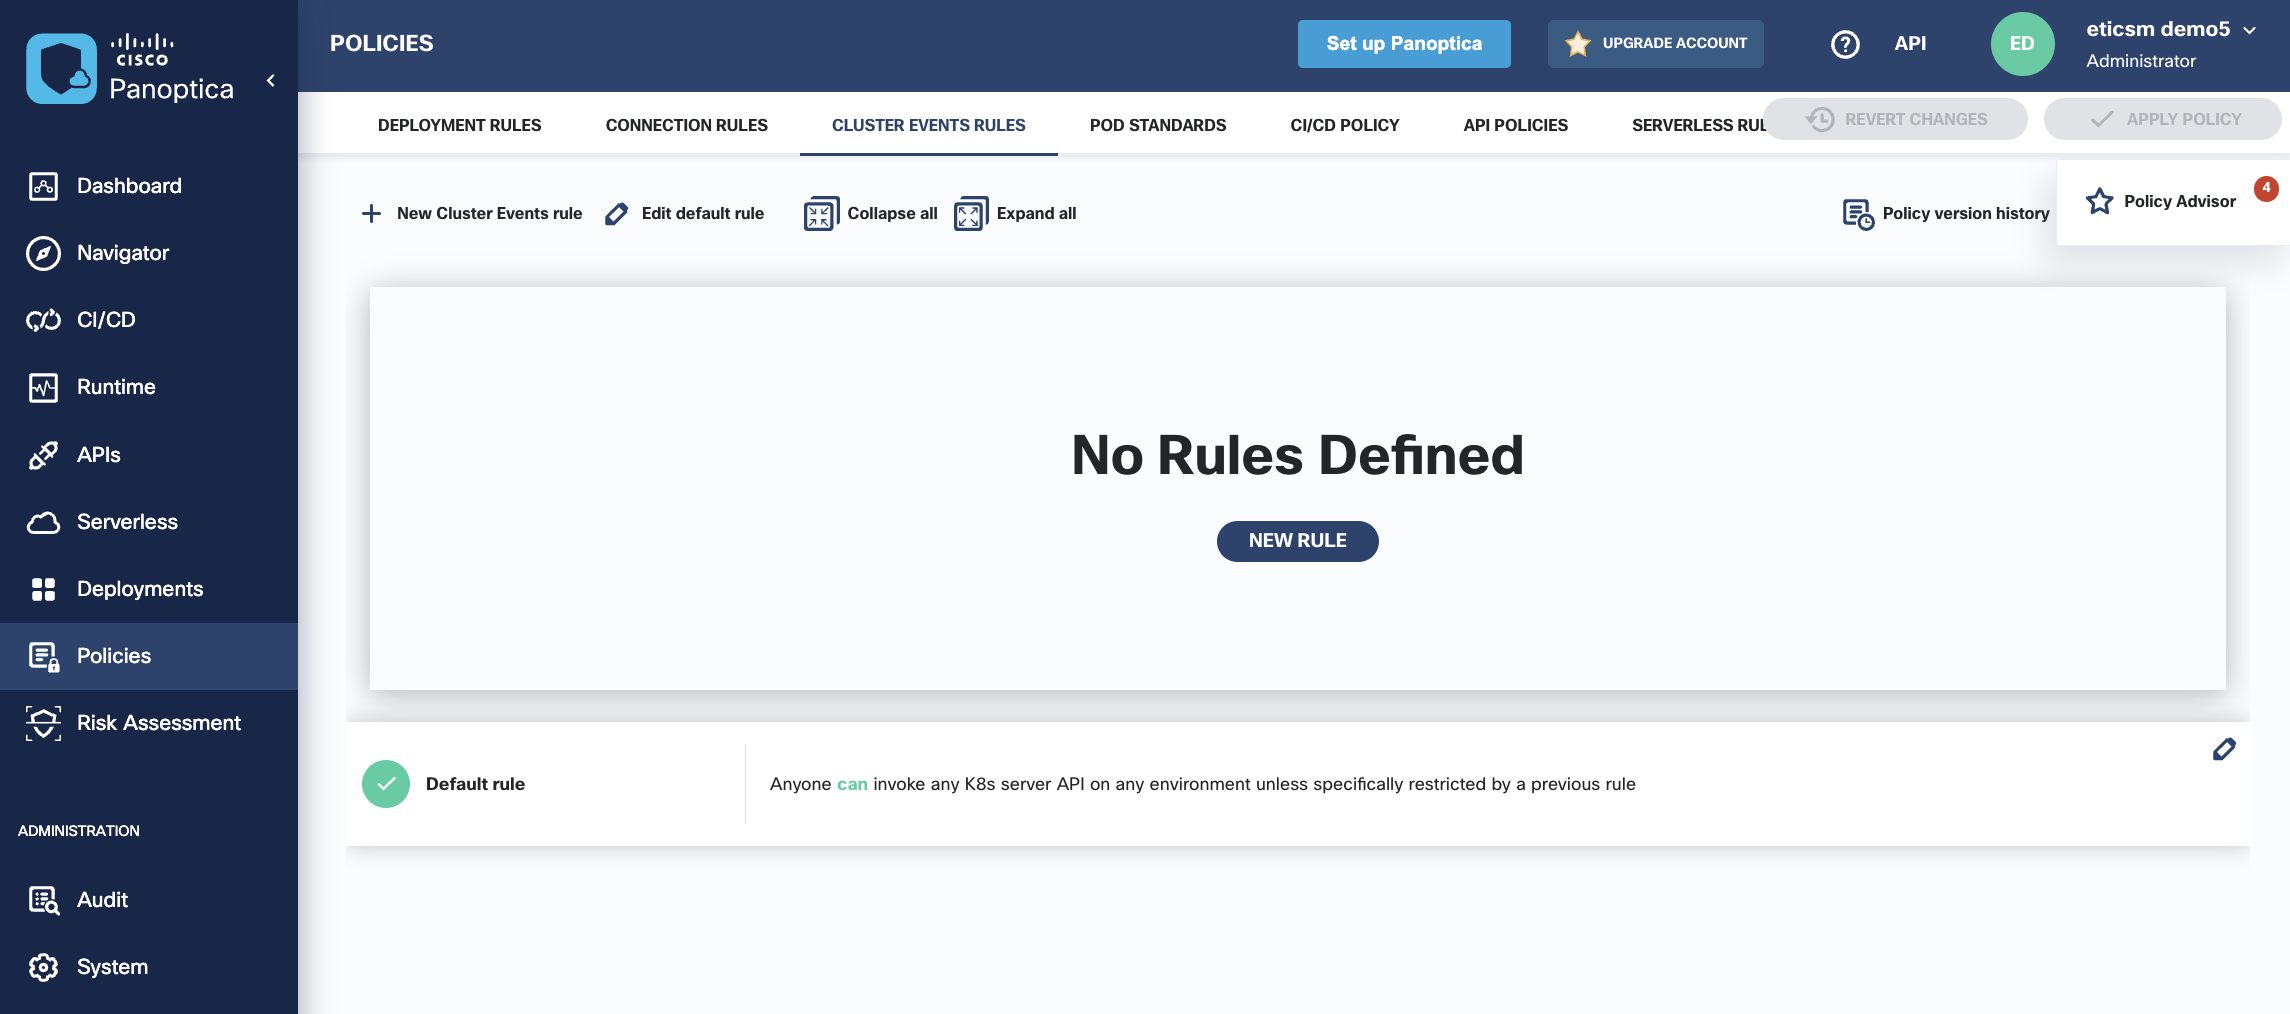 cisco
Panoptica
POLICIES
Set up Panoptica
UPGRADE ACCOUNT
API
ED
eticsm demo5
Administrator
DEPLOYMENT RULES
CONNECTION RULES
CLUSTER EVENTS RULES
POD STANDARDS
CI/CD POLICY
API POLICIES
SERVERLESS RUL
REVERT CHANGES
APPLY POLICY
New Cluster Events rule
Edit default rule
Collapse all
Expand all
Policy version history
Policy Advisor
4
Dashboard
Navigator
CI/CD
Runtime
APIs
Serverless
Deployments
Policies
Risk Assessment
ADMINISTRATION
Audit
System
No Rules Defined
NEW RULE
Default rule
Anyone can invoke any K8s server API on any environment unless specifically restricted by a previous rule